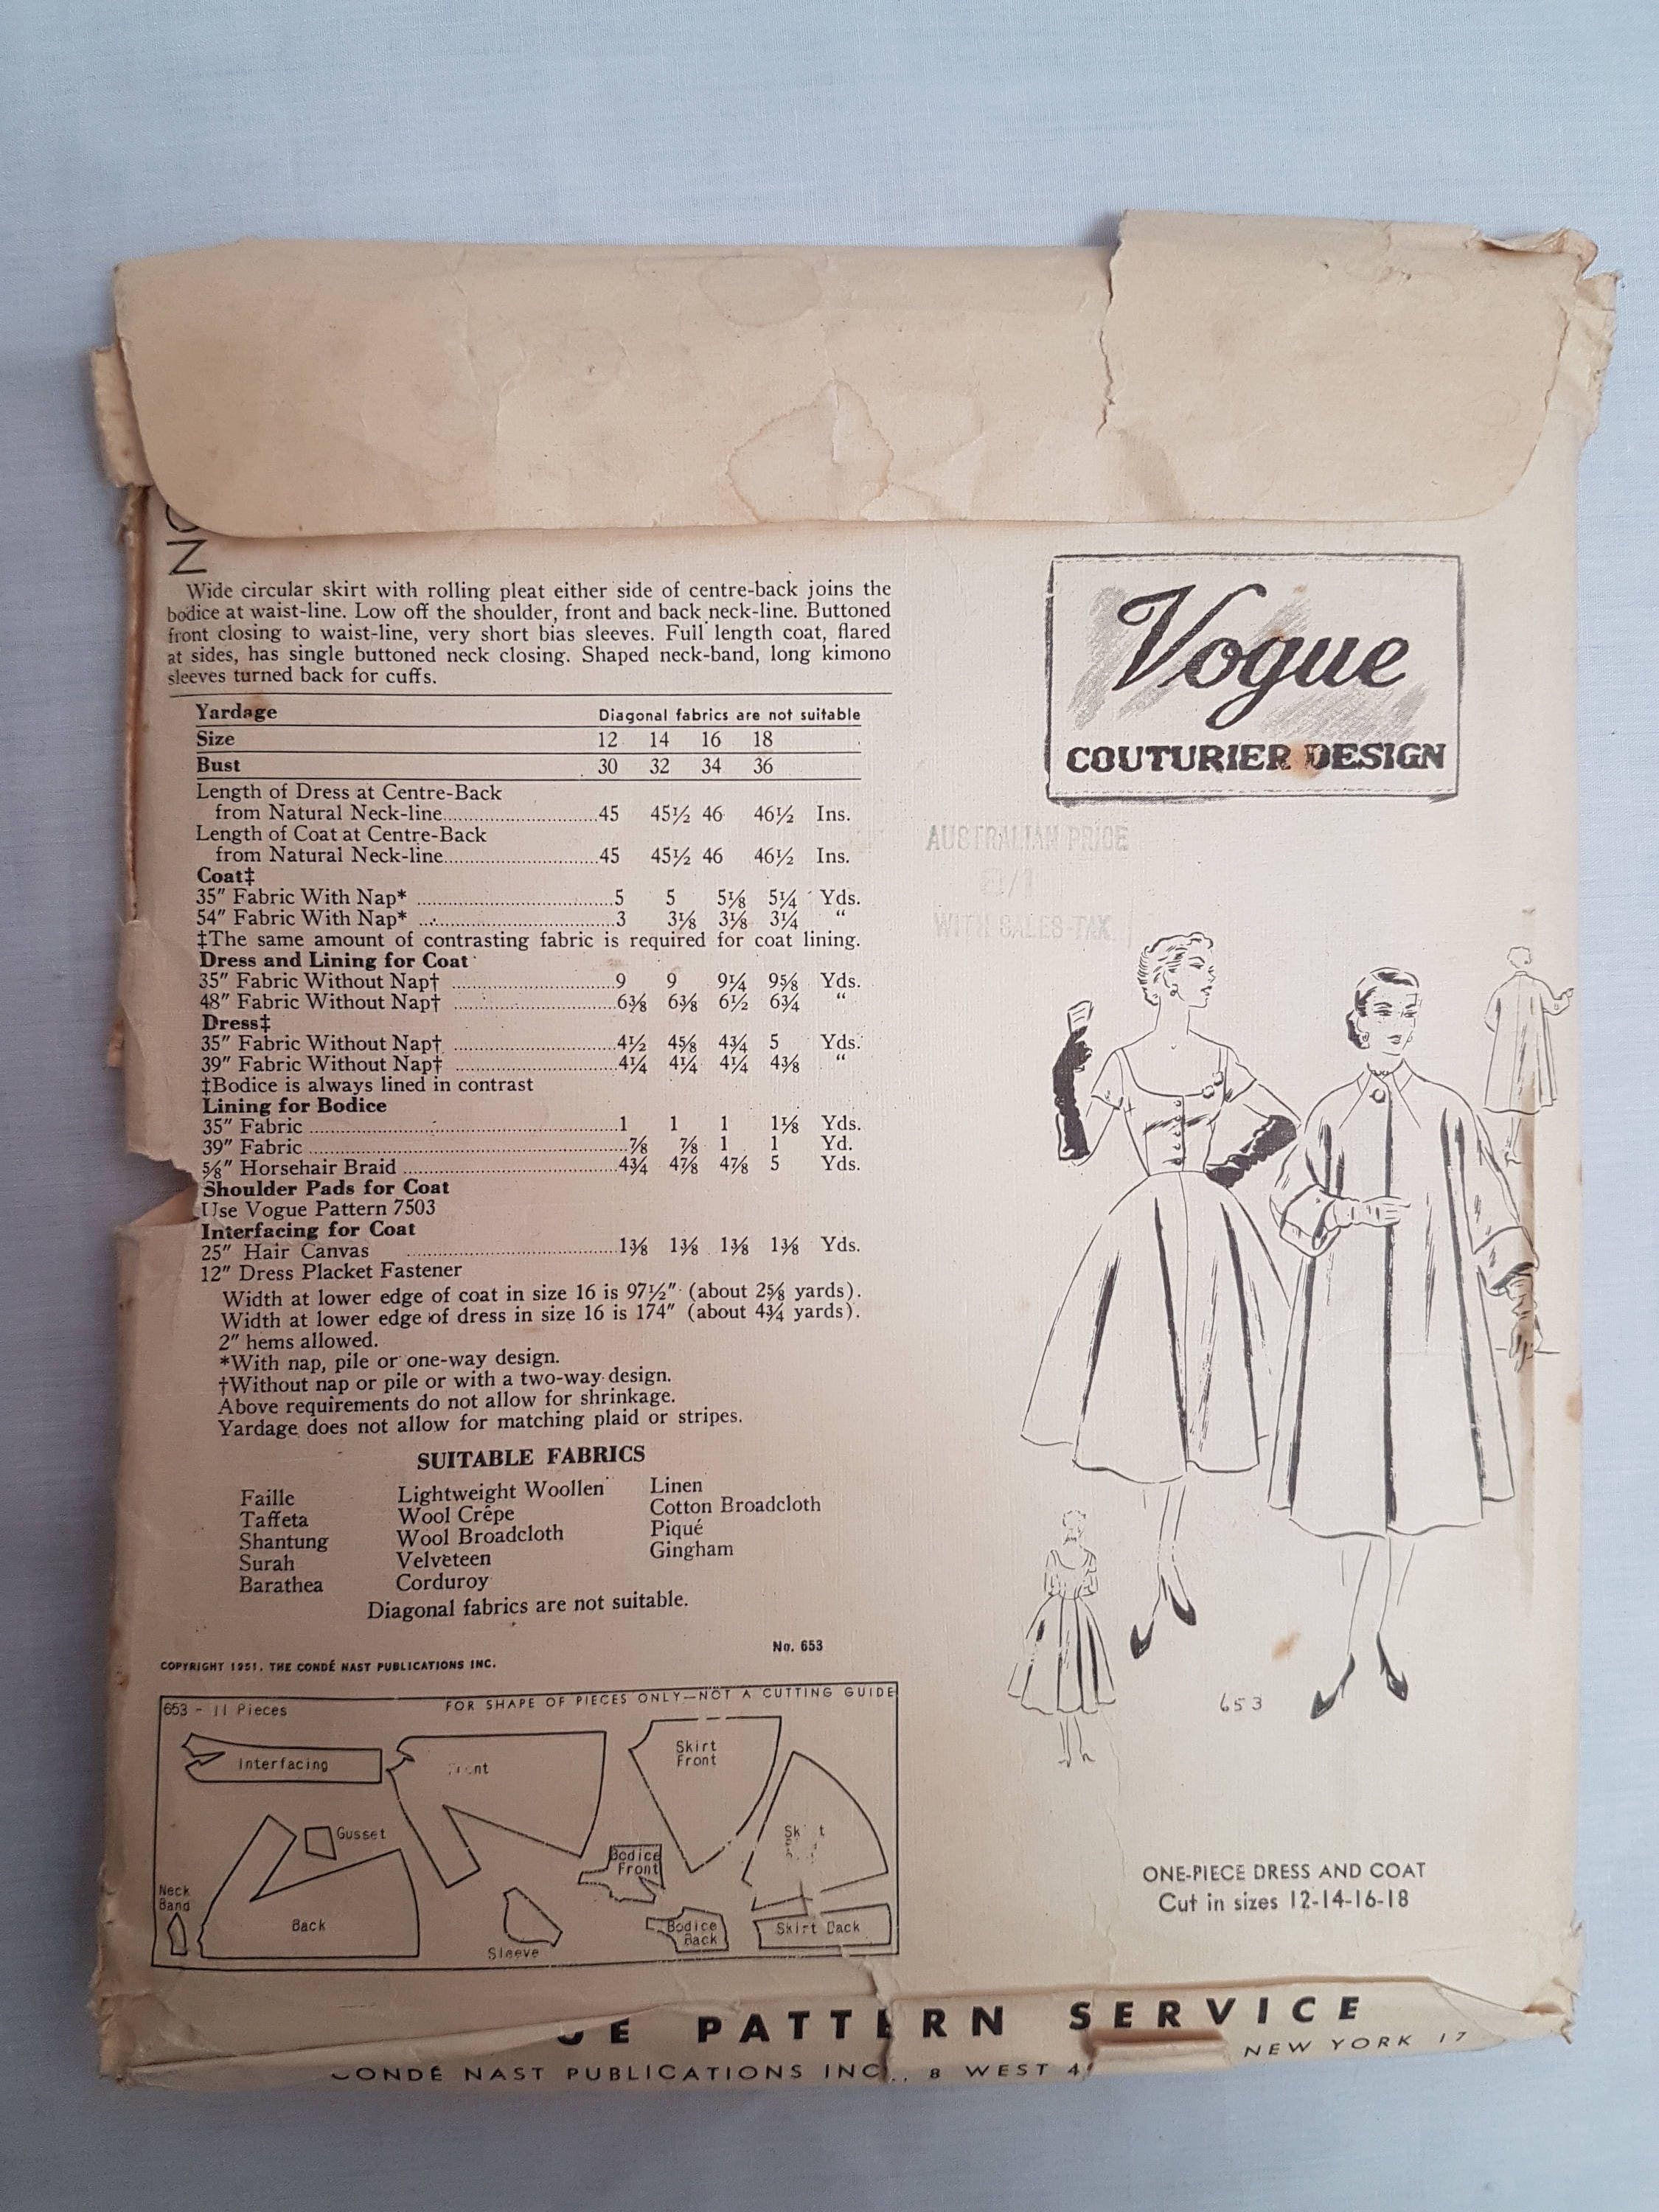 NO
Wide circular skirt with rolling pleat either side of centre-back joins the
bodice at waist-line. Low off the shoulder, front and back neck-line. Buttoned
front closing to waist-line, very short bias sleeves. Full length coat, flared
at sides, has single buttoned neck closing. Shaped neck-band, long kimono
sleeves turned back for cuffs.
Yardage Diagonal fabrics are not suitable
Size 12 14 16 18
Bust 30 32 34 36
Length of Dress at Centre-Back
from Natural Neck-line 45 45½ 46 46½ Ins.
Length of Coat at Centre-Back
from Natural Neck-line 45 45½ 46 46½ Ins.
Coat‡
35″ Fabric With Nap* 5 5 5⅛ 5¼ Yds.
54″ Fabric With Nap* 3 3⅛ 3⅛ 3¼ “
‡The same amount of contrasting fabric is required for coat lining.
Dress and Lining for Coat
35″ Fabric Without Nap† 9 9 9¼ 9⅝ Yds.
48″ Fabric Without Nap† 6⅜ 6⅜ 6½ 6¾ “
Dress‡
35″ Fabric Without Nap† 4½ 4⅝ 4¾ 5 Yds.
39″ Fabric Without Nap† 4¼ 4¼ 4¼ 4⅜ “
‡Bodice is always lined in contrast
Lining for Bodice
35″ Fabric 1 1 1 1⅛ Yds.
39″ Fabric ⅞ ⅞ 1 1 Yd.
⅝″ Horsehair Braid 4¾ 4⅞ 4⅞ 5 Yds.
Shoulder Pads for Coat
Use Vogue Pattern 7503
Interfacing for Coat
25″ Hair Canvas 1⅜ 1⅜ 1⅜ 1⅜ Yds.
12″ Dress Placket Fastener
Width at lower edge of coat in size 16 is 97½″ (about 2⅝ yards).
Width at lower edge of dress in size 16 is 174″ (about 4¾ yards).
2″ hems allowed.
*With nap, pile or one-way design.
†Without nap or pile or with a two-way design.
Above requirements do not allow for shrinkage.
Yardage does not allow for matching plaid or stripes.
SUITABLE FABRICS
Faille Lightweight Woollen Linen
Taffeta Wool Crêpe Cotton Broadcloth
Shantung Wool Broadcloth Piqué
Surah Velveteen Gingham
Barathea Corduroy
Diagonal fabrics are not suitable.
No. 653
COPYRIGHT 1951, THE CONDÉ NAST PUBLICATIONS INC.
653 - 11 Pieces FOR SHAPE OF PIECES ONLY—NOT A CUTTING GUIDE
Interfacing
Skirt
Front
Gusset
Bodice
Front
Neck
Band
Back
Sleeve
Bodice
Back
Skirt Back
Vogue
COUTURIER DESIGN
AUSTRALIAN PRICE
WITH SALES-TAX
653
ONE-PIECE DRESS AND COAT
Cut in sizes 12-14-16-18
PATTERN SERVICE
CONDÉ NAST PUBLICATIONS INC., 8 WEST NEW YORK 17